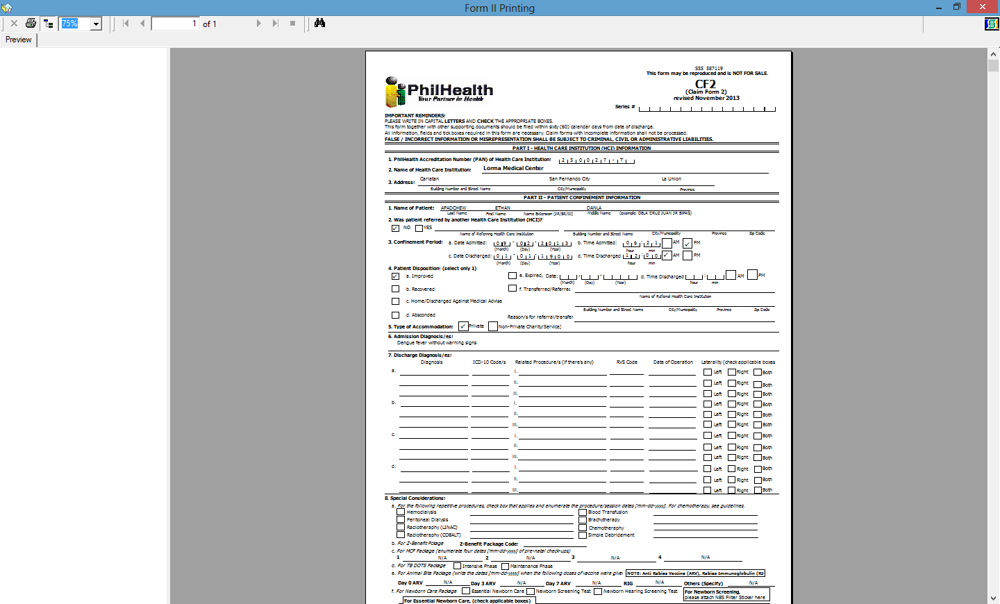 Form II Printing
75% 1 of 1
Preview
SSS 587119
This form may be reproduced and is NOT FOR SALE.
CF2
(Claim Form 2)
revised November 2013
PhilHealth
Your Partner in Health
Series #
IMPORTANT REMINDERS:
PLEASE WRITE IN CAPITAL LETTERS AND CHECK THE APPROPRIATE BOXES.
This form together with other supporting documents should be filed within sixty (60) calendar days from date of discharge.
All information, fields and tick boxes required in this form are necessary. Claim forms with incomplete information shall not be processed.
FALSE / INCORRECT INFORMATION OR MISREPRESENTATION SHALL BE SUBJECT TO CRIMINAL, CIVIL OR ADMINISTRATIVE LIABILITIES.
PART I - HEALTH CARE INSTITUTION (HCI) INFORMATION
1. PhilHealth Accreditation Number (PAN) of Health Care Institution: 2 5 0 0 2 7 - T
2. Name of Health Care Institution: Lorma Medical Center
Carlatan San Fernando City La Union
3. Address:
Building Number and Street Name City/Municipality Province
PART II - PATIENT CONFINEMENT INFORMATION
1. Name of Patient: APADCHEW ETHAN DANLA
Last Name First Name Name Extension (JR/SR/III) Middle Name (example: DELA CRUZ JUAN JR SIPAG)
2. Was patient referred by another Health Care Institution (HCI)?
NO YES
Name of Referring Health Care Institution Building Number and Street Name City/Municipality Province Zip Code
3. Confinement Period: a. Date Admitted: 0 9 - 0 2 - 2 0 1 3 b. Time Admitted: 0 9 : 2 1 AM PM
(Month) (Day) (Year) hour min
c. Date Discharged: 0 1 - 0 1 - 1 9 0 0 d. Time Discharged 1 2 : 0 0 AM PM
(Month) (Day) (Year) hour min
4. Patient Disposition: (select only 1)
a. Improved e. Expired, Date: - - d. Time Discharged : AM PM
(Month) (Day) (Year) hour min
b. Recovered f. Transferred/Referrec
Name of Referral Health Care Institution
c. Home/Discharged Against Medical Advise
Building Number and Street Name City/Municipality Province Zip Code
d. Absconded Reason/s for referral/transfer
5. Type of Accommodation: Private Non-Private Charity/Service)
6. Admission Diagnosis/es:
Dengue fever without warning signs
7. Discharge Diagnosis/es:
Diagnosis ICD-10 Code/s Related Procedure/s (if there's any) RVS Code Date of Operation Laterality (check applicable boxes
a. I. Left Right Both
II. Left Right Both
III. Left Right Both
b. I. Left Right Both
II. Left Right Both
III. Left Right Both
c. I. Left Right Both
II. Left Right Both
III. Left Right Both
d. I. Left Right Both
II. Left Right Both
III. Left Right Both
8. Special Considerations:
a. For the following repetitive procedures, check box that applies and enumerate the procedure/session dates [mm-dd-yyyy]. For chemotherapy, see guidelines.
Hemodialysis Blood Transfusion
Peritoneal Dialysis Brachytherapy
Radiotheraphy (LINAC) Chemotheraphy
Radiotheraphy (COBALT) Simple Debridement
b. For Z-Benefit Pckage Z-Benefit Package Code:
c. For MCP Package (enumerate four dates [mm-dd-yyyy] of pre-natal check-ups)
1 N/A 2 N/A 3 N/A 4 N/A
d. For TB DOTS Package Intensive Phase Maintenance Phase
e. For Animal Bite Package (write the dates [mm-dd-yyyy] when the following doses of vaccine were given NOTE: Anti Rabies Vaccine (ARV), Rabies Immunoglobulin (RI
Day 0 ARV N/A Day 3 ARV N/A Day 7 ARV N/A RIG N/A Others (Specify) N/A
f. For Newborn Care Package Essential Newborn Care Newborn Screening Test Newborn Hearing Screening Test For Newborn Screening,
please attach NBS Filter Sticker here
For Essential Newborn Care, (check applicable boxes)